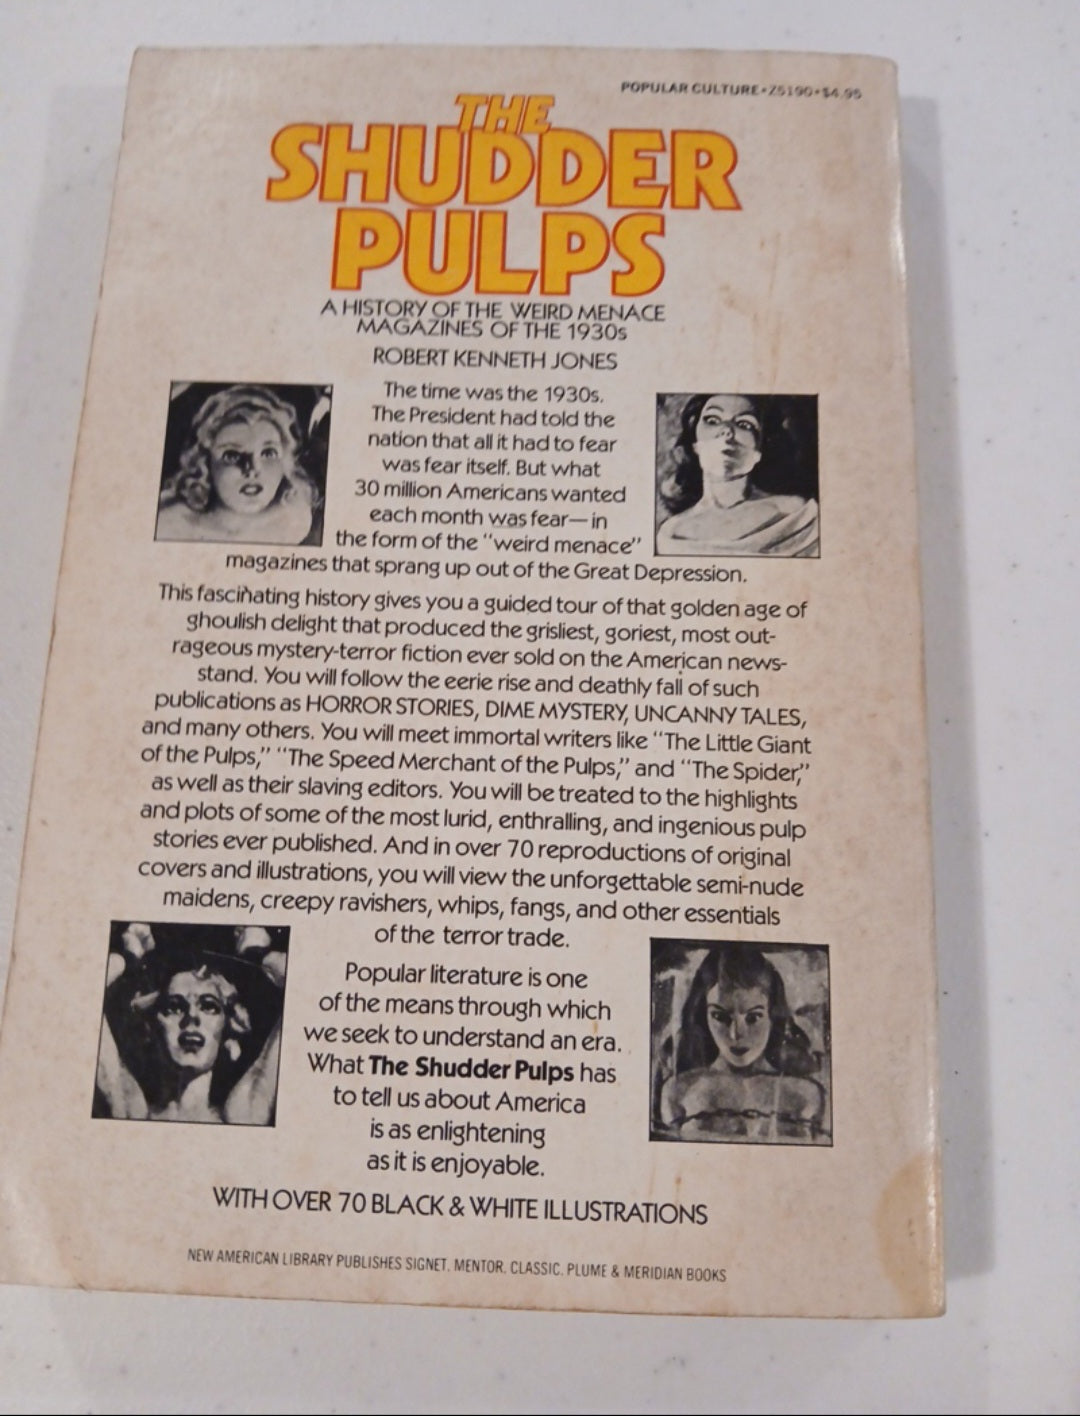 POPULAR CULTURE•Z5190•$4.95
THE
SHUDDER
PULPS
A HISTORY OF THE WEIRD MENACE
MAGAZINES OF THE 1930s
ROBERT KENNETH JONES
The time was the 1930s.
The President had told the
nation that all it had to fear
was fear itself. But what
30 million Americans wanted
each month was fear—in
the form of the "weird menace"
magazines that sprang up out of the Great Depression.
This fascinating history gives you a guided tour of that golden age of
ghoulish delight that produced the grisliest, goriest, most out-
rageous mystery-terror fiction ever sold on the American news-
stand. You will follow the eerie rise and deathly fall of such
publications as HORROR STORIES, DIME MYSTERY, UNCANNY TALES,
and many others. You will meet immortal writers like "The Little Giant
of the Pulps," "The Speed Merchant of the Pulps," and "The Spider,"
as well as their slaving editors. You will be treated to the highlights
and plots of some of the most lurid, enthralling, and ingenious pulp
stories ever published. And in over 70 reproductions of original
covers and illustrations, you will view the unforgettable semi-nude
maidens, creepy ravishers, whips, fangs, and other essentials
of the terror trade.
Popular literature is one
of the means through which
we seek to understand an era.
What The Shudder Pulps has
to tell us about America
is as enlightening
as it is enjoyable.
WITH OVER 70 BLACK & WHITE ILLUSTRATIONS
NEW AMERICAN LIBRARY PUBLISHES SIGNET, MENTOR, CLASSIC, PLUME & MERIDIAN BOOKS